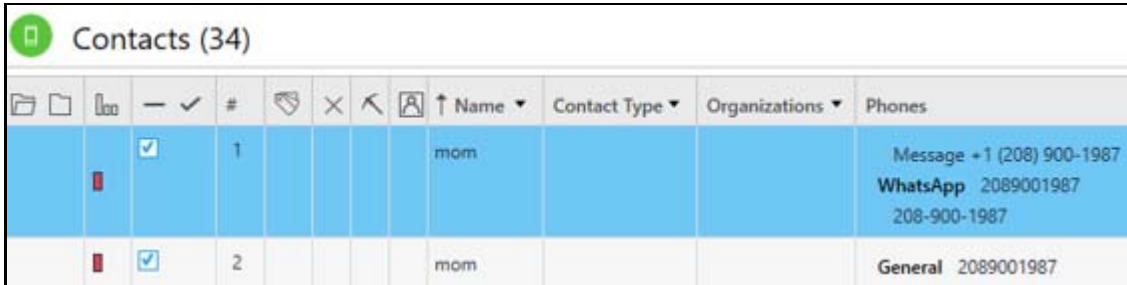 Contacts (34)
# Name Contact Type Organizations Phones
1 mom Message +1 (208) 900-1987
WhatsApp 2089001987
208-900-1987
2 mom General 2089001987